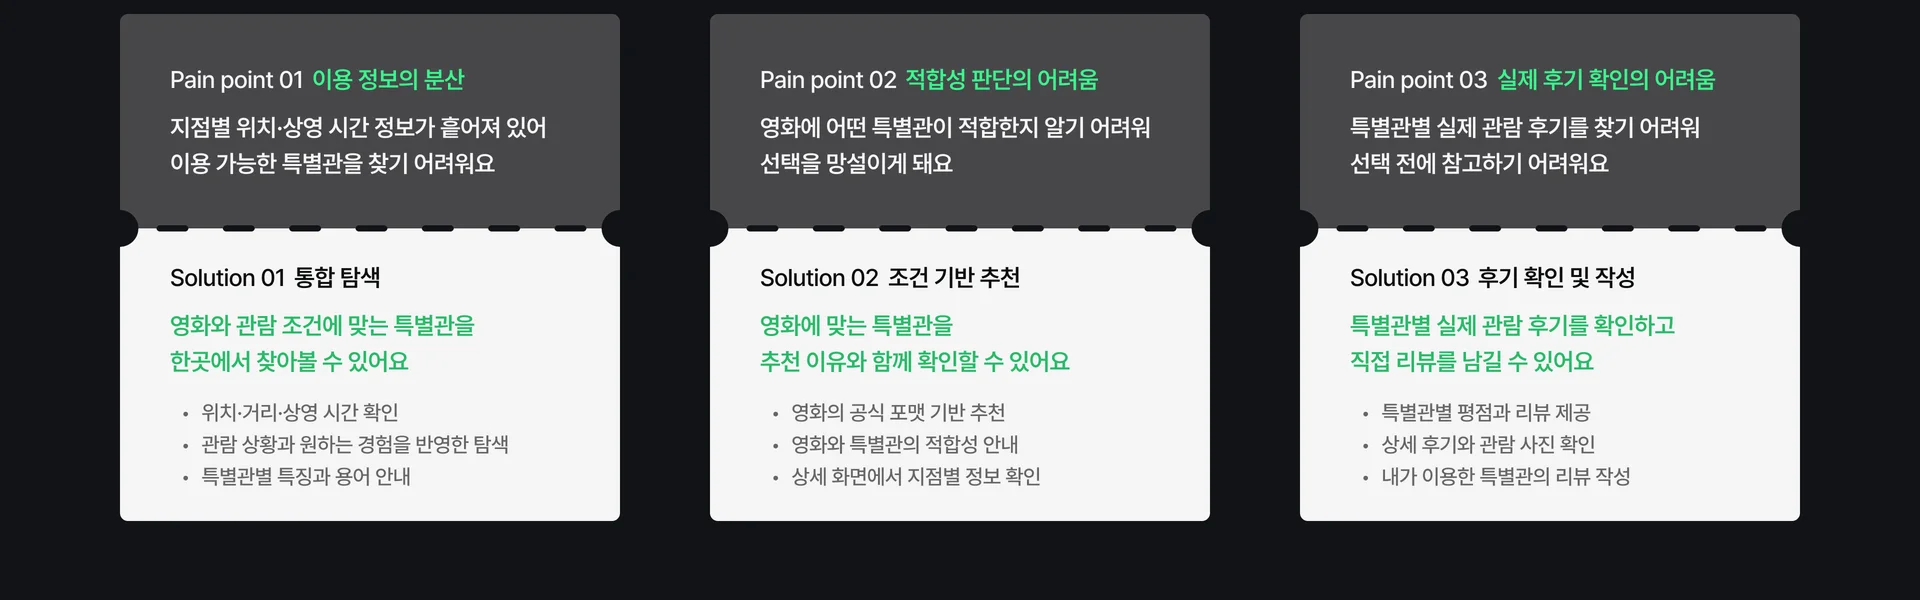 Pain point 01 이용 정보의 분산
지점별 위치·상영 시간 정보가 흩어져 있어
이용 가능한 특별관을 찾기 어려워요
Solution 01 통합 탐색
영화와 관람 조건에 맞는 특별관을
한곳에서 찾아볼 수 있어요
• 위치·거리·상영 시간 확인
• 관람 상황과 원하는 경험을 반영한 탐색
• 특별관별 특징과 용어 안내
Pain point 02 적합성 판단의 어려움
영화에 어떤 특별관이 적합한지 알기 어려워
선택을 망설이게 돼요
Solution 02 조건 기반 추천
영화에 맞는 특별관을
추천 이유와 함께 확인할 수 있어요
• 영화의 공식 포맷 기반 추천
• 영화와 특별관의 적합성 안내
• 상세 화면에서 지점별 정보 확인
Pain point 03 실제 후기 확인의 어려움
특별관별 실제 관람 후기를 찾기 어려워
선택 전에 참고하기 어려워요
Solution 03 후기 확인 및 작성
특별관별 실제 관람 후기를 확인하고
직접 리뷰를 남길 수 있어요
• 특별관별 평점과 리뷰 제공
• 상세 후기와 관람 사진 확인
• 내가 이용한 특별관의 리뷰 작성